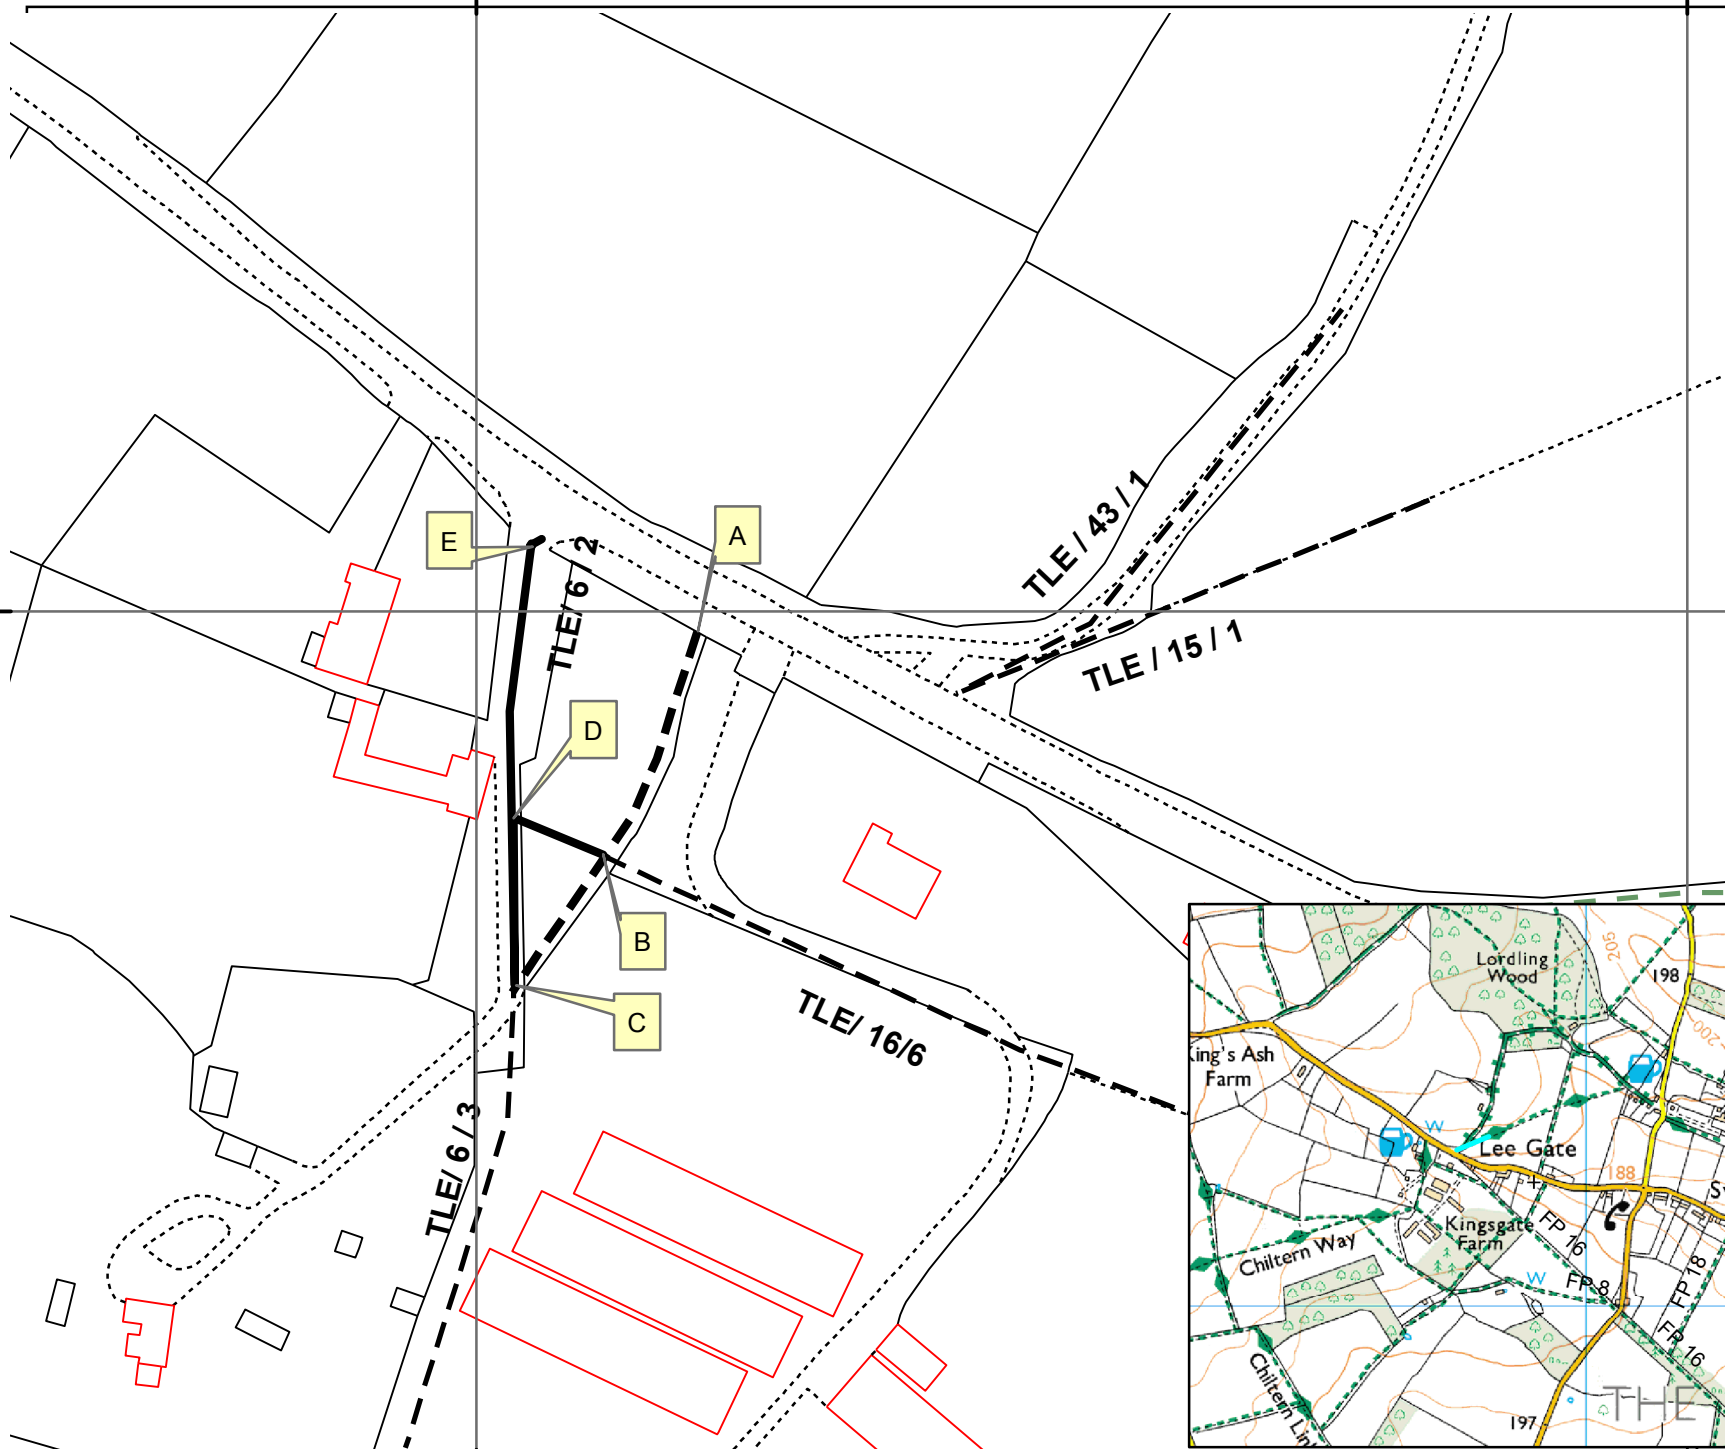 TLE / 43 / 1
A
E
TLE/ 6 / 2
TLE / 15 / 1
D
B
C
TLE/ 16/6
TLE/ 6 / 3
Lordling
Wood
205
198
200
King's Ash
Farm
W
Lee Gate
188
Kingsgate
Farm
FP 16
Chiltern Way
W
FP 8
FP 18
FP 16
197
THE